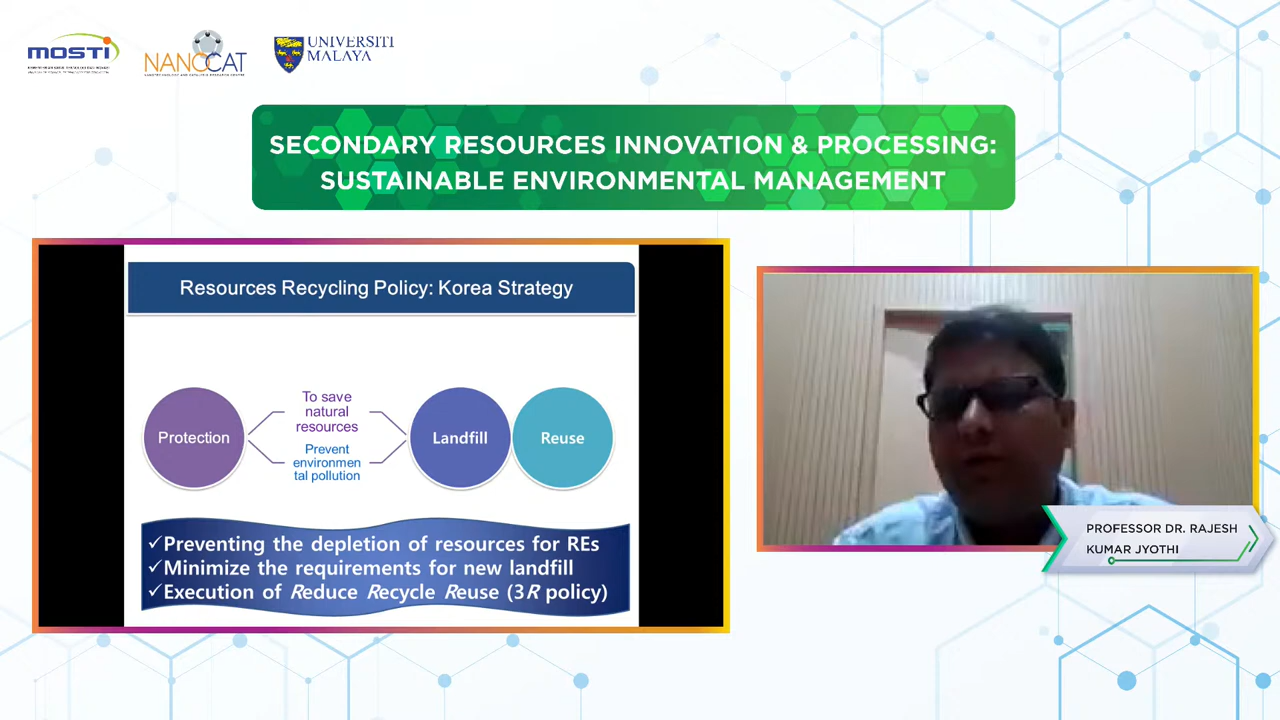 MOSTI
NANOCAT
UNIVERSITI
MALAYA
SECONDARY RESOURCES INNOVATION & PROCESSING:
SUSTAINABLE ENVIRONMENTAL MANAGEMENT
Resources Recycling Policy: Korea Strategy
Protection
To save
natural
resources
Prevent
environmen
tal pollution
Landfill
Reuse
✓Preventing the depletion of resources for REs
✓Minimize the requirements for new landfill
✓Execution of Reduce Recycle Reuse (3R policy)
PROFESSOR DR. RAJESH
KUMAR JYOTHI